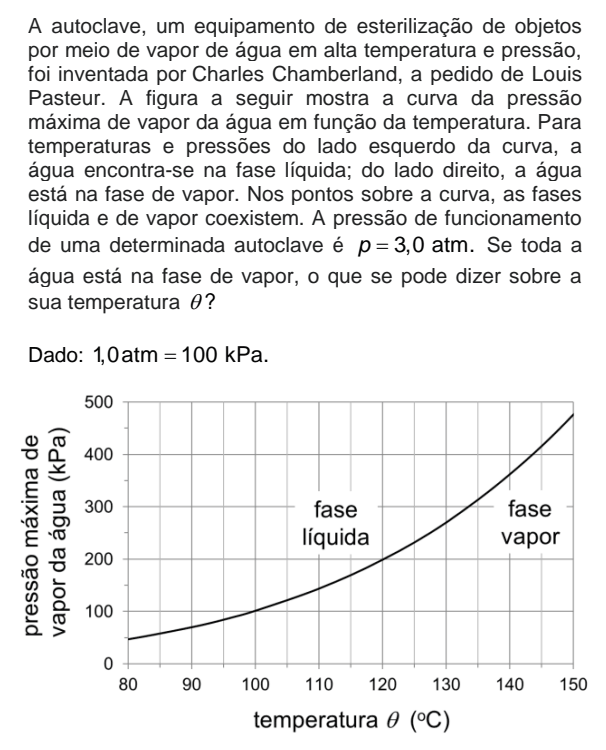 A autoclave, um equipamento de esterilização de objetos
por meio de vapor de água em alta temperatura e pressão,
foi inventada por Charles Chamberland, a pedido de Louis
Pasteur. A figura a seguir mostra a curva da pressão
máxima de vapor da água em função da temperatura. Para
temperaturas e pressões do lado esquerdo da curva, a
água encontra-se na fase líquida; do lado direito, a água
está na fase de vapor. Nos pontos sobre a curva, as fases
líquida e de vapor coexistem. A pressão de funcionamento
de uma determinada autoclave é p = 3,0 atm. Se toda a
água está na fase de vapor, o que se pode dizer sobre a
sua temperatura θ?
Dado: 1,0 atm = 100 kPa.
pressão máxima de
vapor da água (kPa)
500
400
300
200
100
0
fase
líquida
fase
vapor
80 90 100 110 120 130 140 150
temperatura θ (ºC)